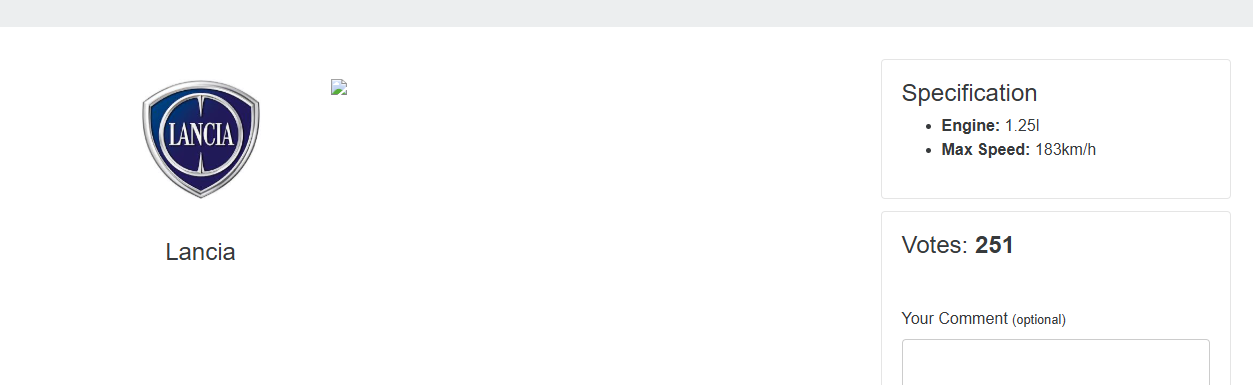 LANCIA
Lancia
Specification
Engine: 1.25l
Max Speed: 183km/h
Votes: 251
Your Comment (optional)